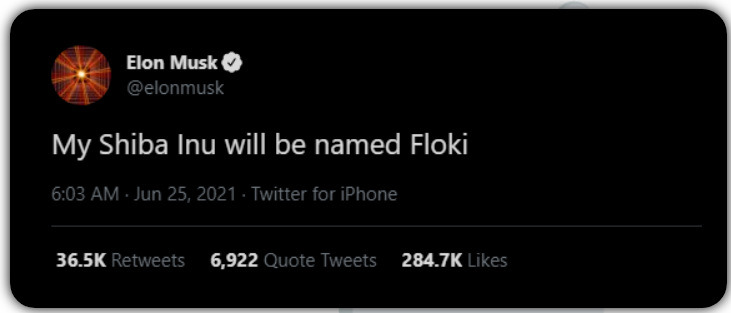 Elon Musk
@elonmusk
My Shiba Inu will be named Floki
6:03 AM · Jun 25, 2021 · Twitter for iPhone
36.5K Retweets 6,922 Quote Tweets 284.7K Likes